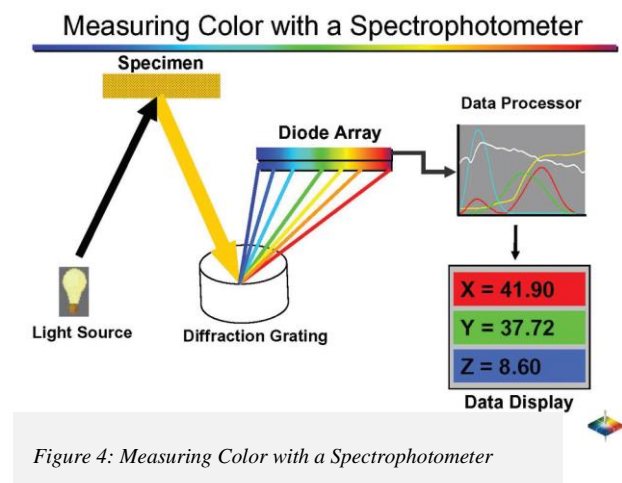 Measuring Color with a Spectrophotometer
Specimen
Data Processor
Diode Array
Light Source
Diffraction Grating
X = 41.90
Y = 37.72
Z = 8.60
Data Display
Figure 4: Measuring Color with a Spectrophotometer